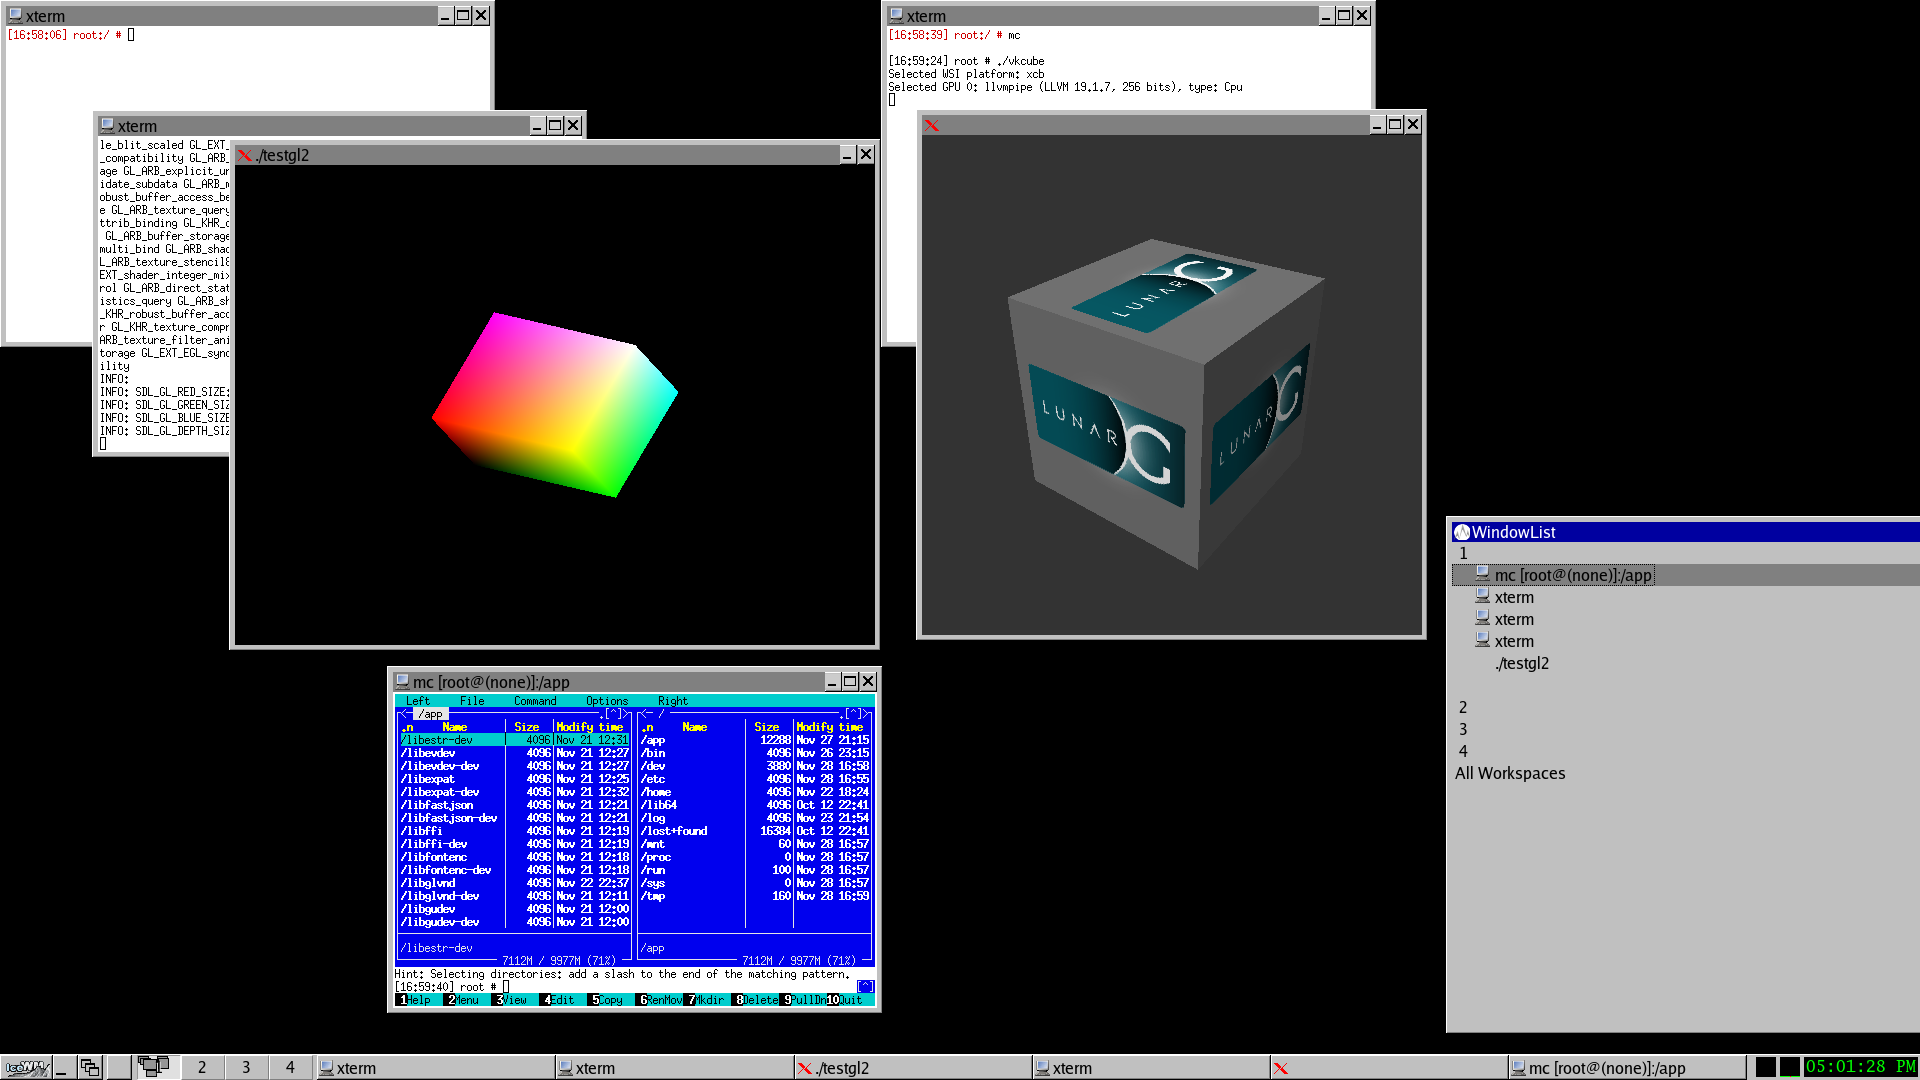 xterm
[16:58:06] root:/ #
xterm
[16:58:39] root:/ # mc
[16:59:24] root # ./vkcube
Selected WSI platform: xcb
Selected GPU 0: llvmpipe (LLVM 19.1.7, 256 bits), type: Cpu
xterm
le_blit_scaled GL_EXT_
_compatibility GL_ARB_
age GL_ARB_explicit_un
idate_subdata GL_ARB_m
obust_buffer_access_be
e GL_ARB_texture_query
ttrib_binding GL_KHR_
GL_ARB_buffer_storage
multi_bind GL_ARB_shad
L_ARB_texture_stencil8
EXT_shader_integer_mix
rol GL_ARB_direct_stat
istics_query GL_ARB_sh
_KHR_robust_buffer_acc
r GL_KHR_texture_compr
ARB_texture_filter_ani
torage GL_EXT_EGL_sync
ility
INFO:
INFO: SDL_GL_RED_SIZE:
INFO: SDL_GL_GREEN_SIZ
INFO: SDL_GL_BLUE_SIZE
INFO: SDL_GL_DEPTH_SIZ
./testgl2
LUNAR G
LUNAR G
LUNAR G
mc [root@(none)]:/app
Left File Command Options Right
/app .[^]> / .[^]>
.n Name Size Modify time .n Name Size Modify time
/libestr-dev 4096 Nov 21 12:31 /app 12288 Nov 27 21:15
/libevdev 4096 Nov 21 12:27 /bin 4096 Nov 26 23:15
/libevdev-dev 4096 Nov 21 12:27 /dev 3880 Nov 28 16:58
/libexpat 4096 Nov 21 12:25 /etc 4096 Nov 28 16:55
/libexpat-dev 4096 Nov 21 12:32 /home 4096 Nov 22 18:24
/libfastjson 4096 Nov 21 12:21 /lib64 4096 Oct 12 22:41
/libfastjson-dev 4096 Nov 21 12:21 /log 4096 Nov 23 21:54
/libffi 4096 Nov 21 12:19 /lost+found 16384 Oct 12 22:41
/libffi-dev 4096 Nov 21 12:19 /mnt 60 Nov 28 16:57
/libfontenc 4096 Nov 21 12:18 /proc 0 Nov 28 16:57
/libfontenc-dev 4096 Nov 21 12:18 /run 100 Nov 28 16:57
/libglvnd 4096 Nov 22 22:37 /sys 0 Nov 28 16:57
/libglvnd-dev 4096 Nov 21 12:11 /tmp 160 Nov 28 16:59
/libgudev 4096 Nov 21 12:00
/libgudev-dev 4096 Nov 21 12:00
/libestr-dev /app
7112M / 9977M (71%) 7112M / 9977M (71%)
Hint: Selecting directories: add a slash to the end of the matching pattern.
[16:59:40] root # [^]
1Help 2Menu 3View 4Edit 5Copy 6RenMov 7Mkdir 8Delete 9PullDn 10Quit
WindowList
1
mc [root@(none)]:/app
xterm
xterm
xterm
./testgl2
2
3
4
All Workspaces
IceWM 2 3 4 xterm xterm ./testgl2 xterm mc [root@(none)]:/app 05:01:28 PM